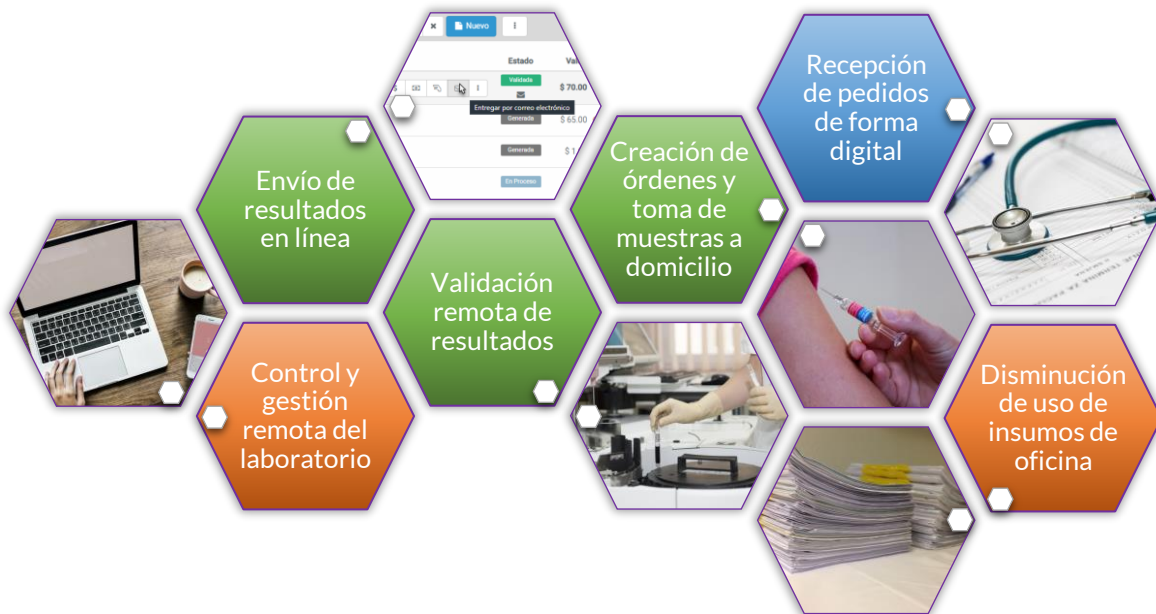 Nuevo
Estado
Validada
$ 70.00
Entregar por correo electrónico
Generada
$ 65.00
Generada
En Proceso
Envío de
resultados
en línea
Control y
gestión
remota del
laboratorio
Validación
remota de
resultados
Creación de
órdenes y
toma de
muestras a
domicilio
Recepción
de pedidos
de forma
digital
Disminución
de uso de
insumos de
oficina